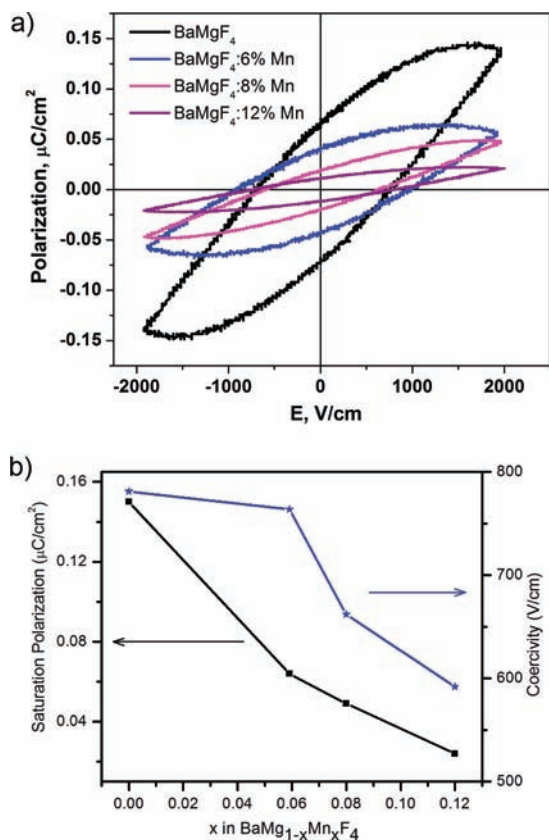 a)
BaMgF₄
BaMgF₄:6% Mn
BaMgF₄:8% Mn
BaMgF₄:12% Mn
Polarization, μC/cm²
0.15
0.10
0.05
0.00
-0.05
-0.10
-0.15
-2000 -1000 0 1000 2000
E, V/cm
b)
Saturation Polarization (μC/cm²)
0.16
0.12
0.08
0.04
800
700
600
500
Coercivity (V/cm)
0.00 0.02 0.04 0.06 0.08 0.10 0.12
x in BaMg₁₋ₓMnₓF₄